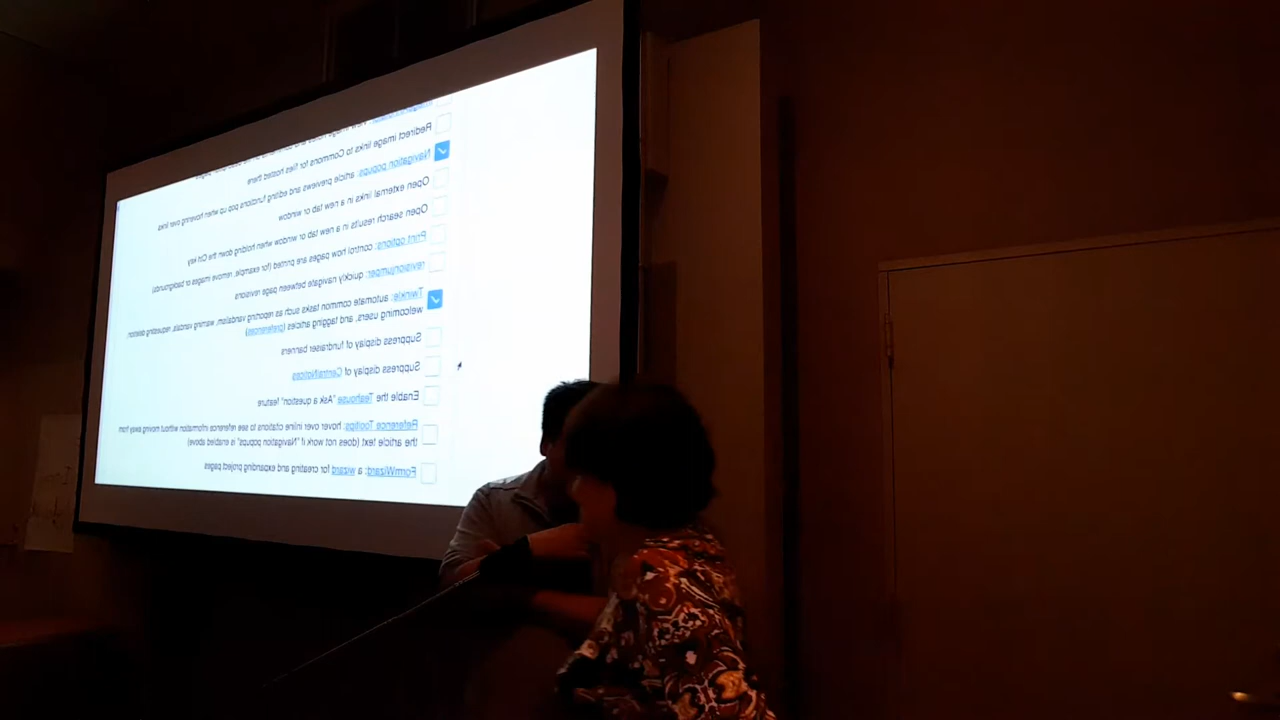 Redirect image links to Commons for files hosted there
Navigation popups: article previews and editing functions pop up when hovering over links
Open external links in a new tab or window
Open search results in a new tab or window when holding down the Ctrl key
Print options: control how pages are printed (for example, remove images or backgrounds)
revisionjumper: quickly navigate between page revisions
Twinkle: automate common tasks such as reporting vandalism, warning vandals, requesting deletion,
welcoming users, and tagging articles (preferences)
Suppress display of fundraiser banners
Suppress display of CentralNotices
Enable the Teahouse "Ask a question" feature
Reference Tooltips: hover over inline citations to see reference information without moving away from
the article text (does not work if "Navigation popups" is enabled above)
FormWizard: a wizard for creating and expanding project pages